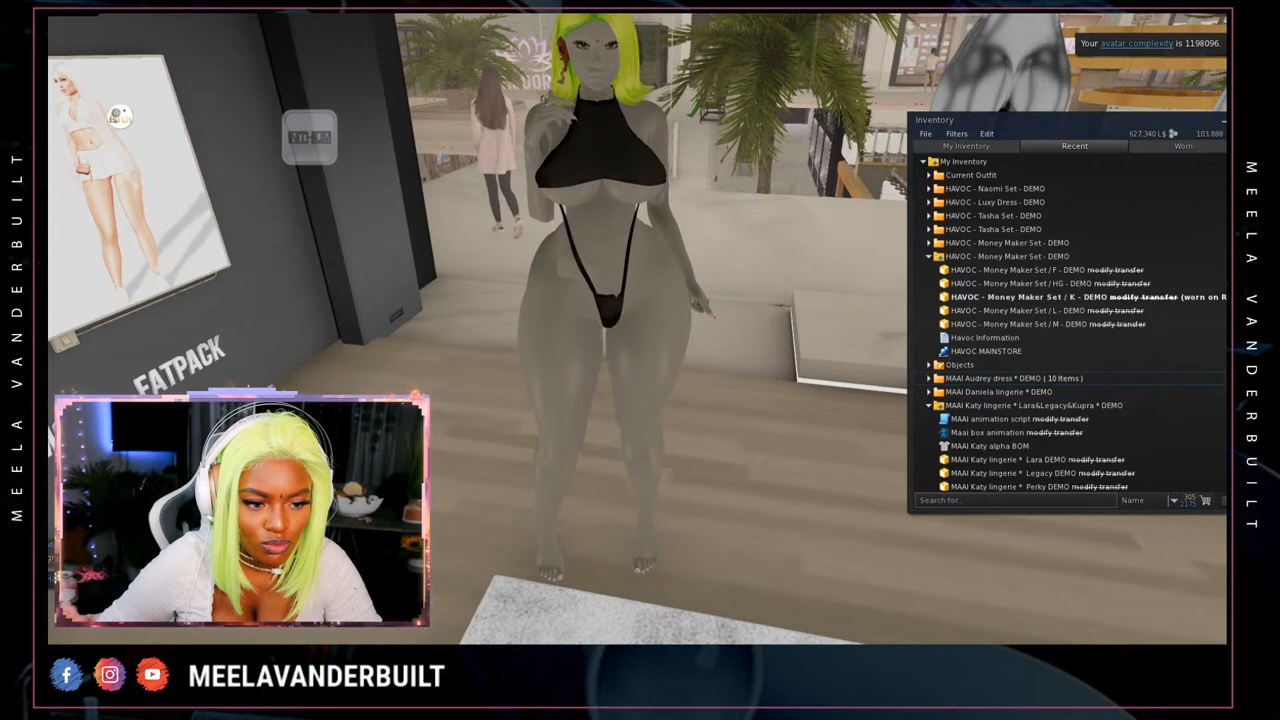 MEELA VANDERBUILT
birdy
FATPACK
Your avatar complexity is 1198096.
Inventory
File Filters Edit 627,340 L$ 103,888
My Inventory Recent Worn
My Inventory
Current Outfit
HAVOC - Naomi Set - DEMO
HAVOC - Luxy Dress - DEMO
HAVOC - Tasha Set - DEMO
HAVOC - Tasha Set - DEMO
HAVOC - Money Maker Set - DEMO
HAVOC - Money Maker Set - DEMO
HAVOC - Money Maker Set / F - DEMO modify transfer
HAVOC - Money Maker Set / HG - DEMO modify transfer
HAVOC - Money Maker Set / K - DEMO modify transfer (worn on R
HAVOC - Money Maker Set / L - DEMO modify transfer
HAVOC - Money Maker Set / M - DEMO modify transfer
Havoc Information
HAVOC MAINSTORE
Objects
MAAI Audrey dress * DEMO ( 10 Items )
MAAI Daniela lingerie * DEMO
MAAI Katy lingerie * Lara&Legacy&Kupra * DEMO
MAAI animation script modify transfer
Maai box animation modify transfer
MAAI Katy alpha BOM
MAAI Katy lingerie * Lara DEMO modify transfer
MAAI Katy lingerie * Legacy DEMO modify transfer
MAAI Katy lingerie * Perky DEMO modify transfer
Search for... Name 305
2175
MEELAVANDERBUILT
MEELA VANDERBUILT